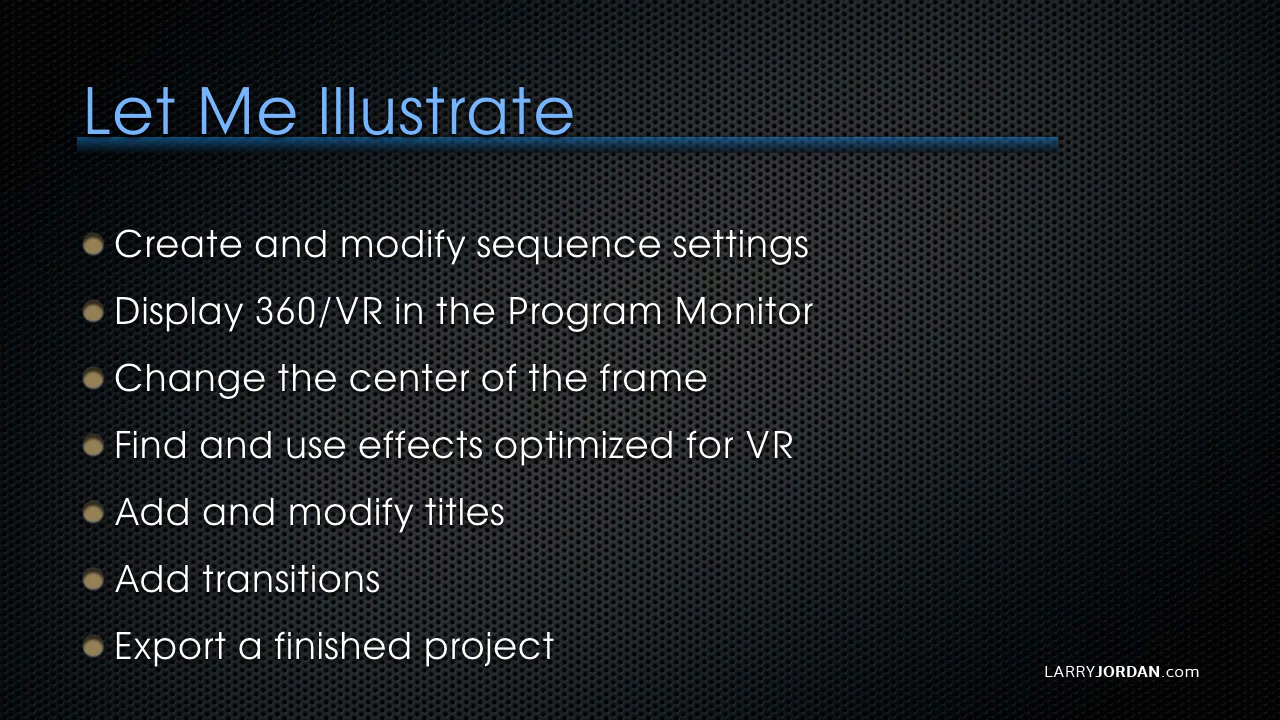 Let Me Illustrate
Create and modify sequence settings
Display 360/VR in the Program Monitor
Change the center of the frame
Find and use effects optimized for VR
Add and modify titles
Add transitions
Export a finished project
LARRYJORDAN.com